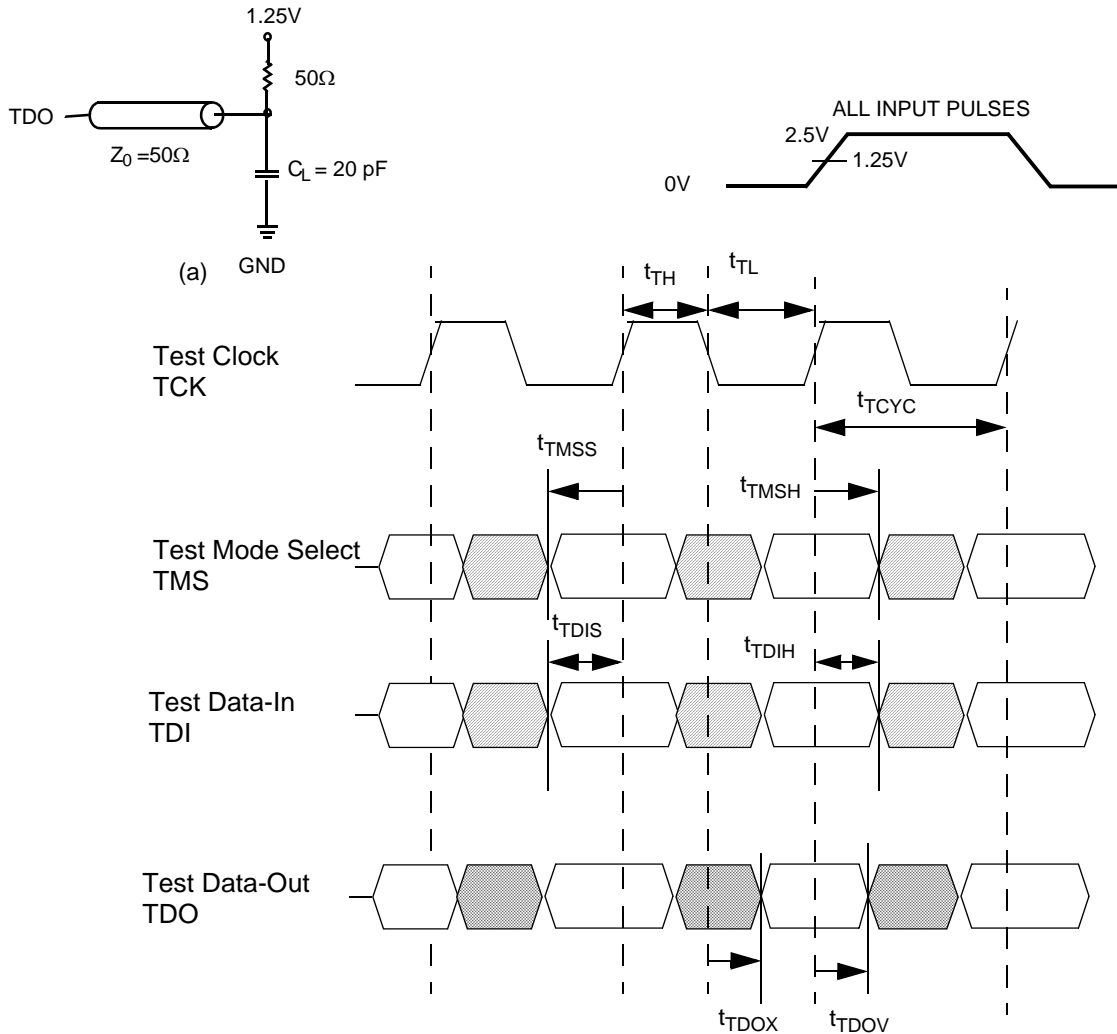 1.25V
50Ω
TDO
Z0 =50Ω
CL = 20 pF
(a) GND
ALL INPUT PULSES
2.5V
1.25V
0V
tTH
tTL
Test Clock
TCK
tTCYC
tTMSS
tTMSH
Test Mode Select
TMS
tTDIS
tTDIH
Test Data-In
TDI
Test Data-Out
TDO
tTDOX
tTDOV